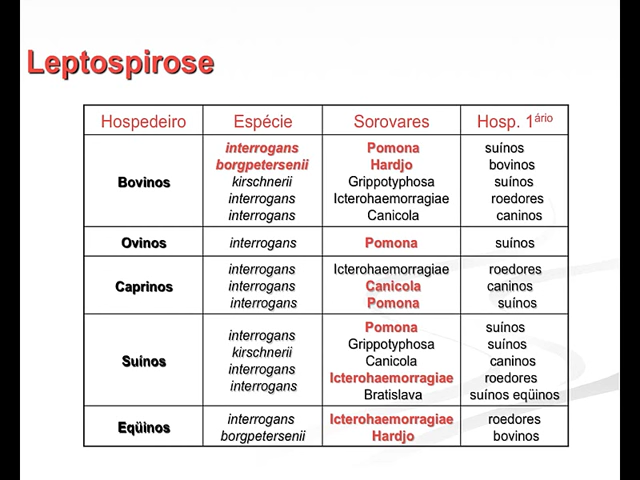 Leptospirose
Hospedeiro Espécie Sorovares Hosp. 1ário
Bovinos
interrogans Pomona suínos
borgpetersenii Hardjo bovinos
kirschnerii Grippotyphosa suínos
interrogans Icterohaemorragiae roedores
interrogans Canicola caninos
Ovinos interrogans Pomona suínos
Caprinos
interrogans Icterohaemorragiae roedores
interrogans Canicola caninos
interrogans Pomona suínos
Suinos
interrogans
kirschnerii
interrogans
interrogans
Pomona suínos
Grippotyphosa suínos
Canicola caninos
Icterohaemorragiae roedores
Bratislava suínos eqüinos
Eqüinos
interrogans Icterohaemorragiae roedores
borgpetersenii Hardjo bovinos